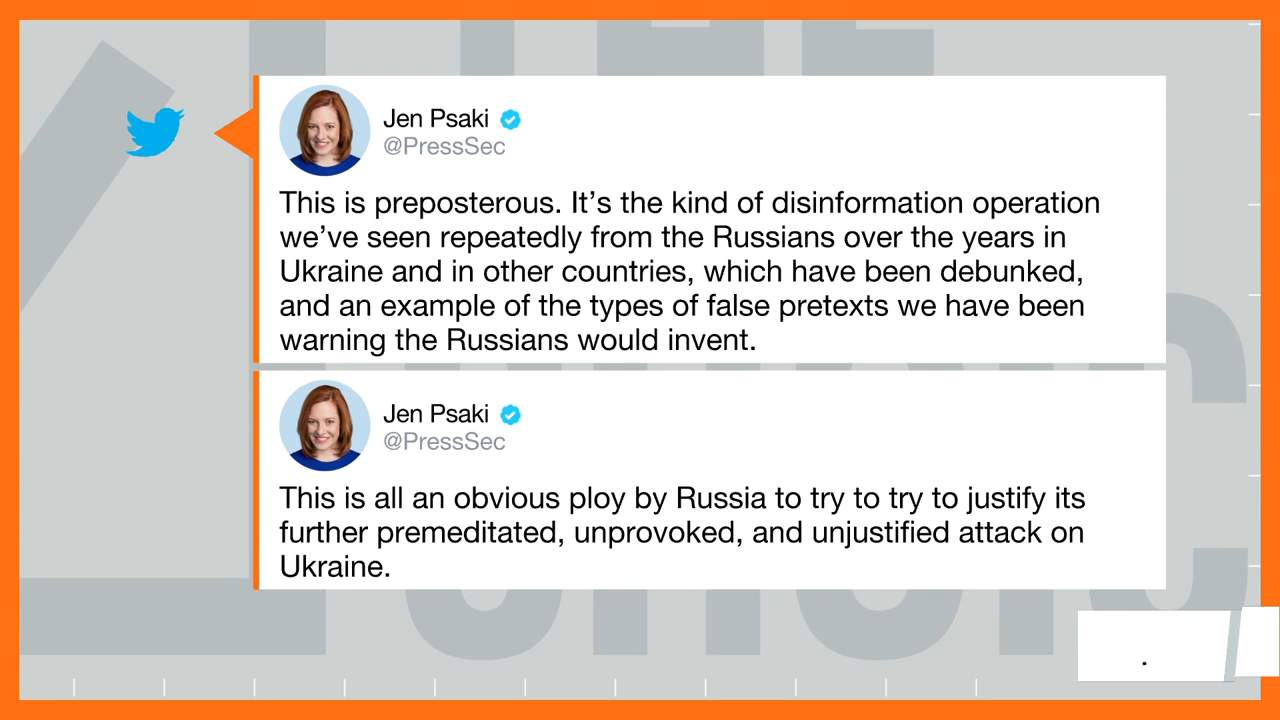 Jen Psaki
@PressSec
This is preposterous. It’s the kind of disinformation operation
we’ve seen repeatedly from the Russians over the years in
Ukraine and in other countries, which have been debunked,
and an example of the types of false pretexts we have been
warning the Russians would invent.
Jen Psaki
@PressSec
This is all an obvious ploy by Russia to try to try to justify its
further premeditated, unprovoked, and unjustified attack on
Ukraine.